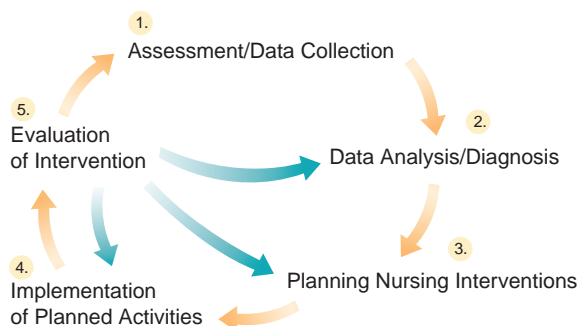 1.
Assessment/Data Collection
2.
Data Analysis/Diagnosis
3.
Planning Nursing Interventions
4.
Implementation
of Planned Activities
5.
Evaluation
of Intervention